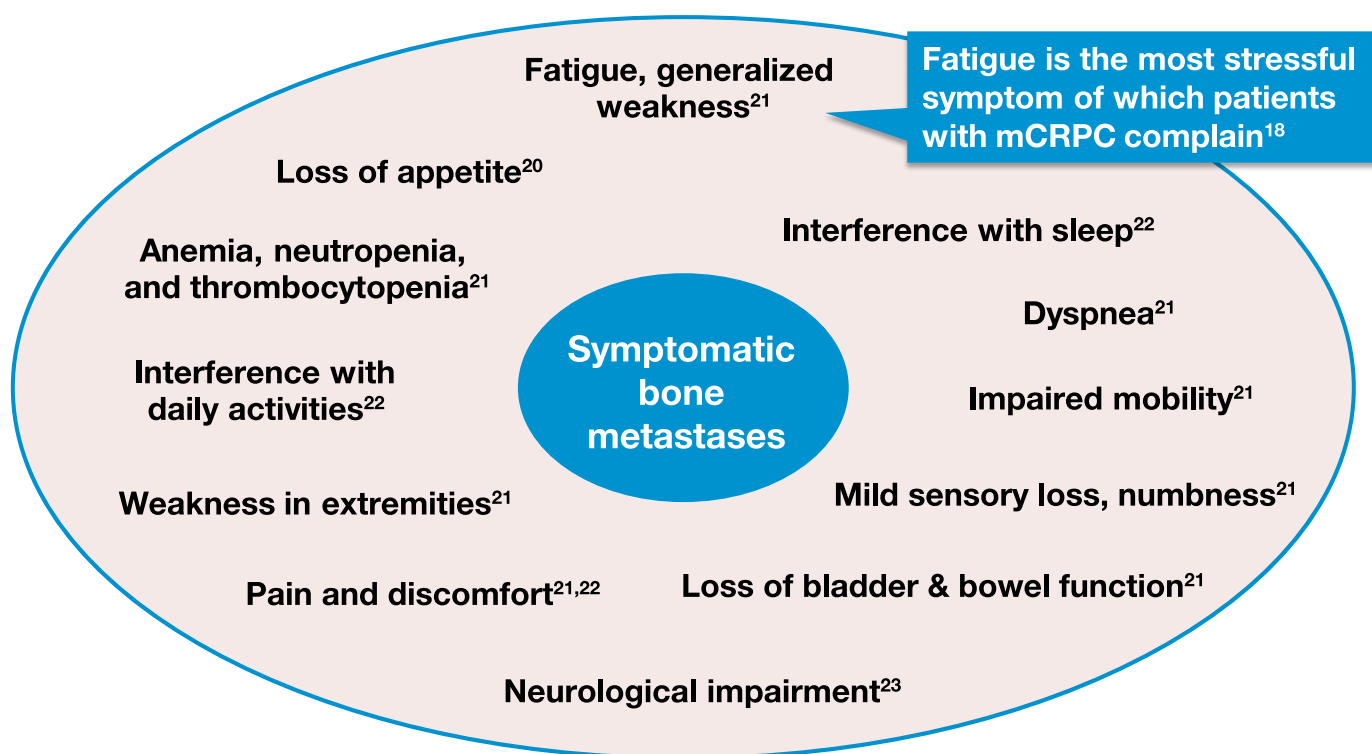 Fatigue, generalized
weakness²¹
Fatigue is the most stressful
symptom of which patients
with mCRPC complain¹⁸
Loss of appetite²⁰
Interference with sleep²²
Anemia, neutropenia,
and thrombocytopenia²¹
Dyspnea²¹
Symptomatic
bone
metastases
Interference with
daily activities²²
Impaired mobility²¹
Weakness in extremities²¹
Mild sensory loss, numbness²¹
Pain and discomfort²¹,²²
Loss of bladder & bowel function²¹
Neurological impairment²³